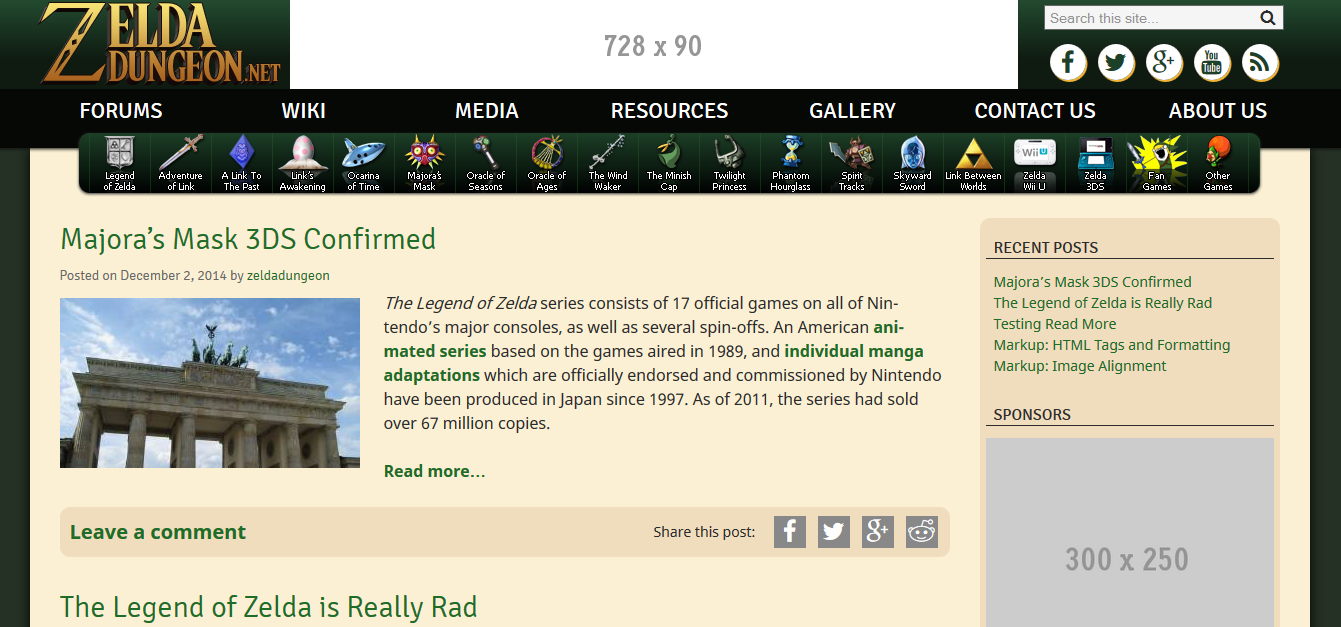 ZELDA
DUNGEON.NET
728 x 90
Search this site...
g+
You
Tube
FORUMS
WIKI
MEDIA
RESOURCES
GALLERY
CONTACT US
ABOUT US
Legend
of Zelda
Adventure
of Link
A Link To
The Past
Link's
Awakening
Ocarina
of Time
Majora's
Mask
Oracle of
Seasons
Oracle of
Ages
The Wind
Waker
The Minish
Cap
Twilight
Princess
Phantom
Hourglass
Spirit
Tracks
Skyward
Sword
Link Between
Worlds
WiiU
Zelda
Wii U
Zelda
3DS
Fan
Games
Other
Games
Majora’s Mask 3DS Confirmed
Posted on December 2, 2014 by zeldadungeon
The Legend of Zelda series consists of 17 official games on all of Nin-
tendo’s major consoles, as well as several spin-offs. An American ani-
mated series based on the games aired in 1989, and individual manga
adaptations which are officially endorsed and commissioned by Nintendo
have been produced in Japan since 1997. As of 2011, the series had sold
over 67 million copies.
Read more...
Leave a comment
Share this post:
g+
The Legend of Zelda is Really Rad
RECENT POSTS
Majora’s Mask 3DS Confirmed
The Legend of Zelda is Really Rad
Testing Read More
Markup: HTML Tags and Formatting
Markup: Image Alignment
SPONSORS
300 x 250